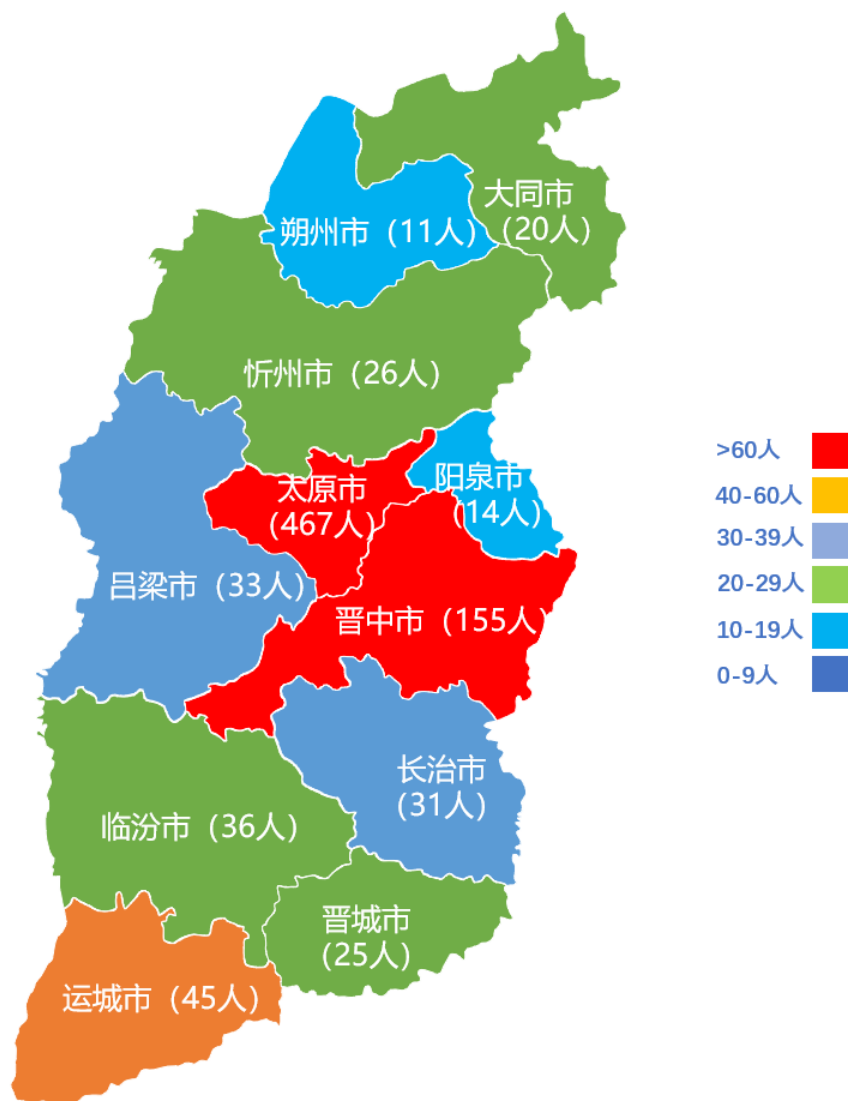 大同市
（20人）
朔州市（11人）
忻州市（26人）
太原市
（467人）
阳泉市
（14人）
吕梁市（33人）
晋中市（155人）
长治市
（31人）
临汾市（36人）
晋城市
（25人）
运城市（45人）
>60人
40-60人
30-39人
20-29人
10-19人
0-9人